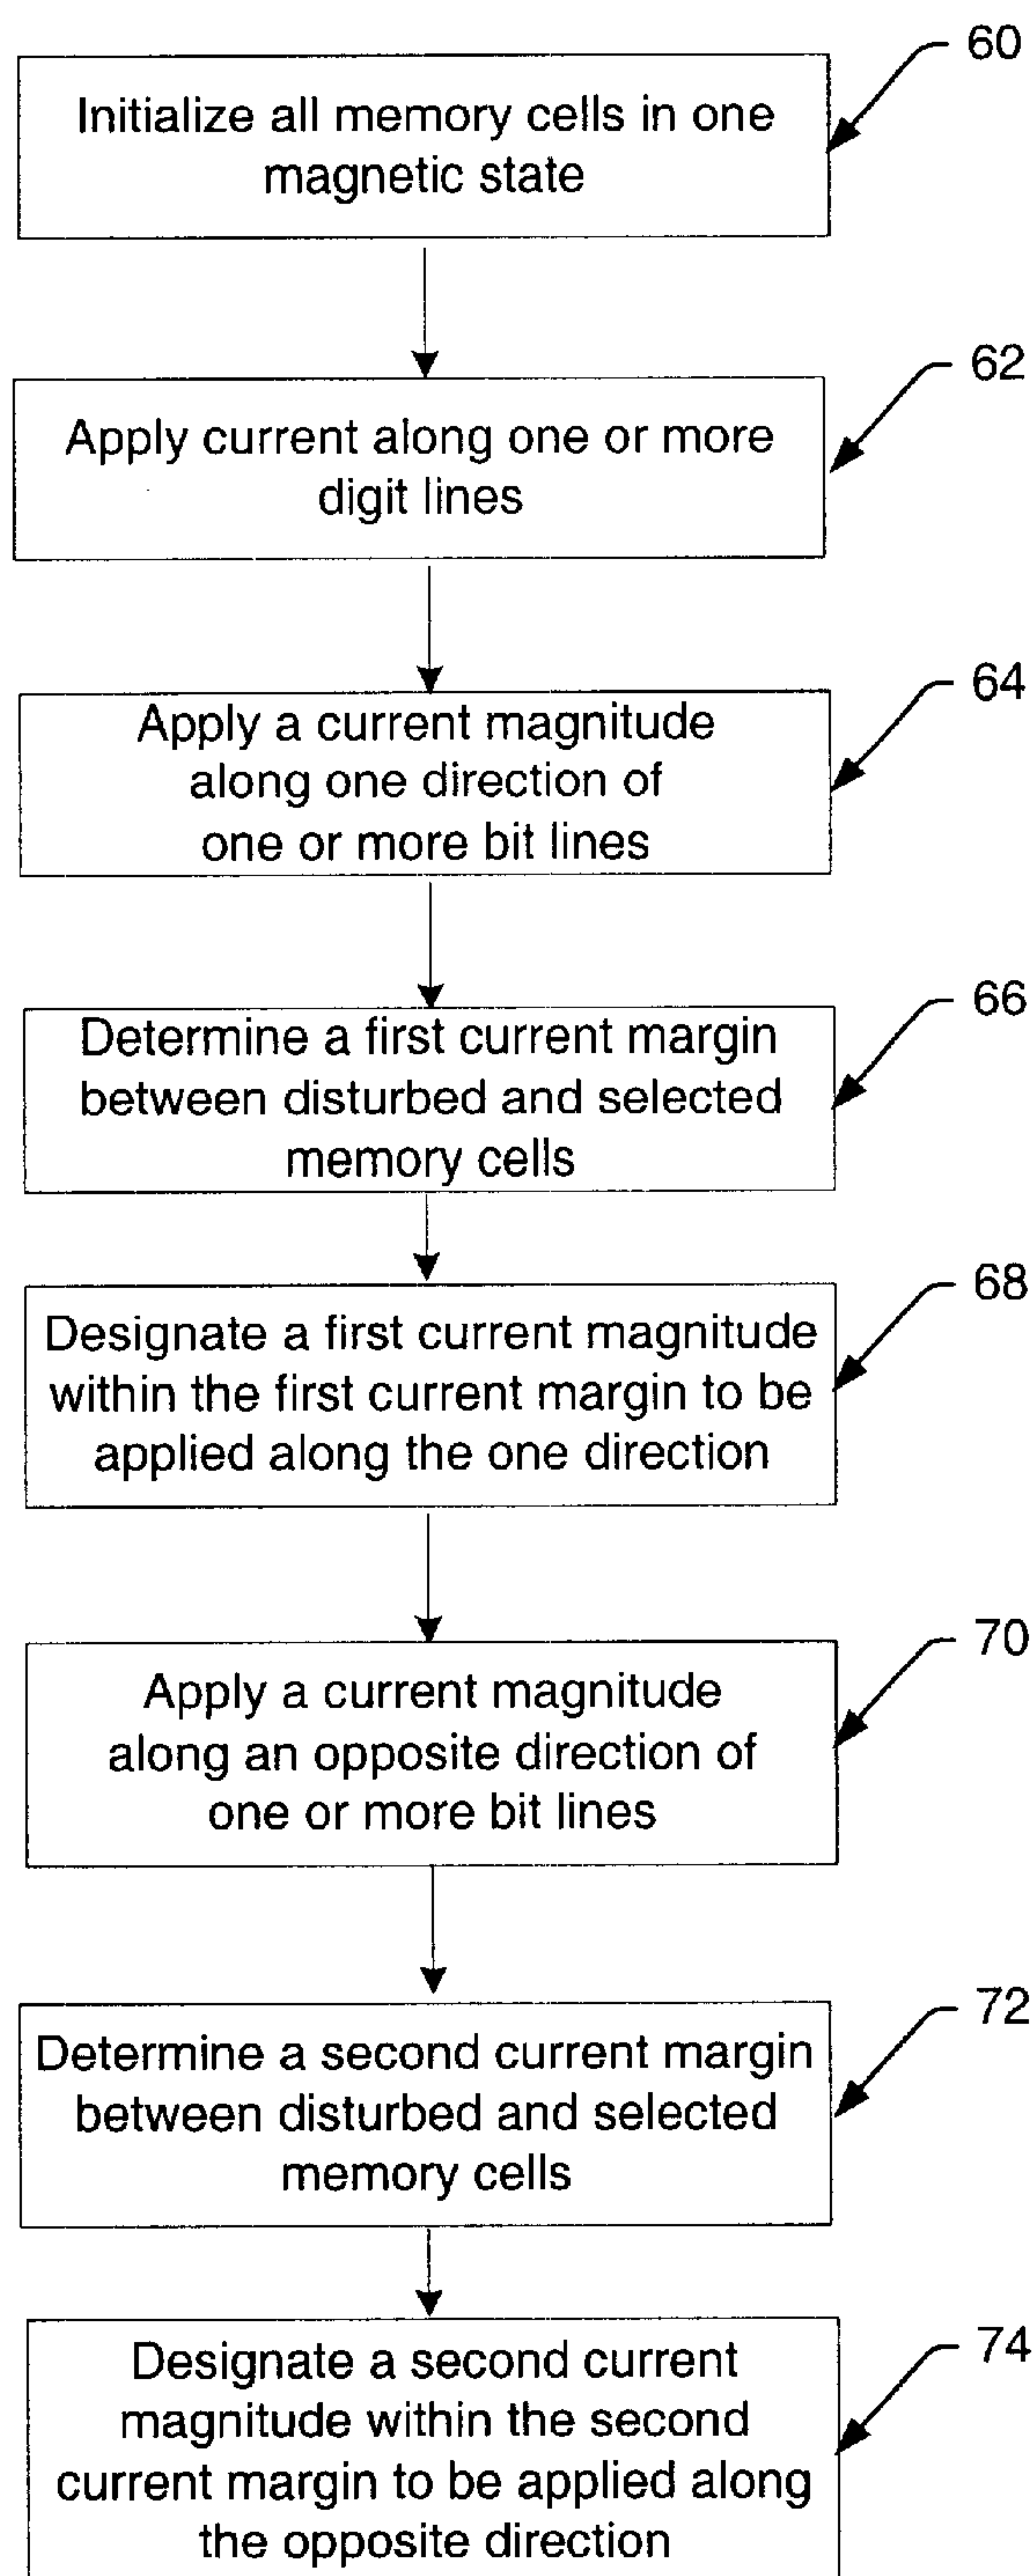 60
Initialize all memory cells in one
magnetic state
62
Apply current along one or more
digit lines
64
Apply a current magnitude
along one direction of
one or more bit lines
66
Determine a first current margin
between disturbed and selected
memory cells
68
Designate a first current magnitude
within the first current margin to be
applied along the one direction
70
Apply a current magnitude
along an opposite direction of
one or more bit lines
72
Determine a second current margin
between disturbed and selected
memory cells
74
Designate a second current
magnitude within the second
current margin to be applied along
the opposite direction